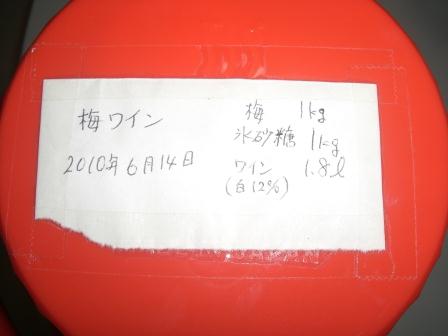 梅ワイン
2010年6月14日
梅 1kg
氷砂糖 1kg
ワイン 1.8ℓ
(白12%)